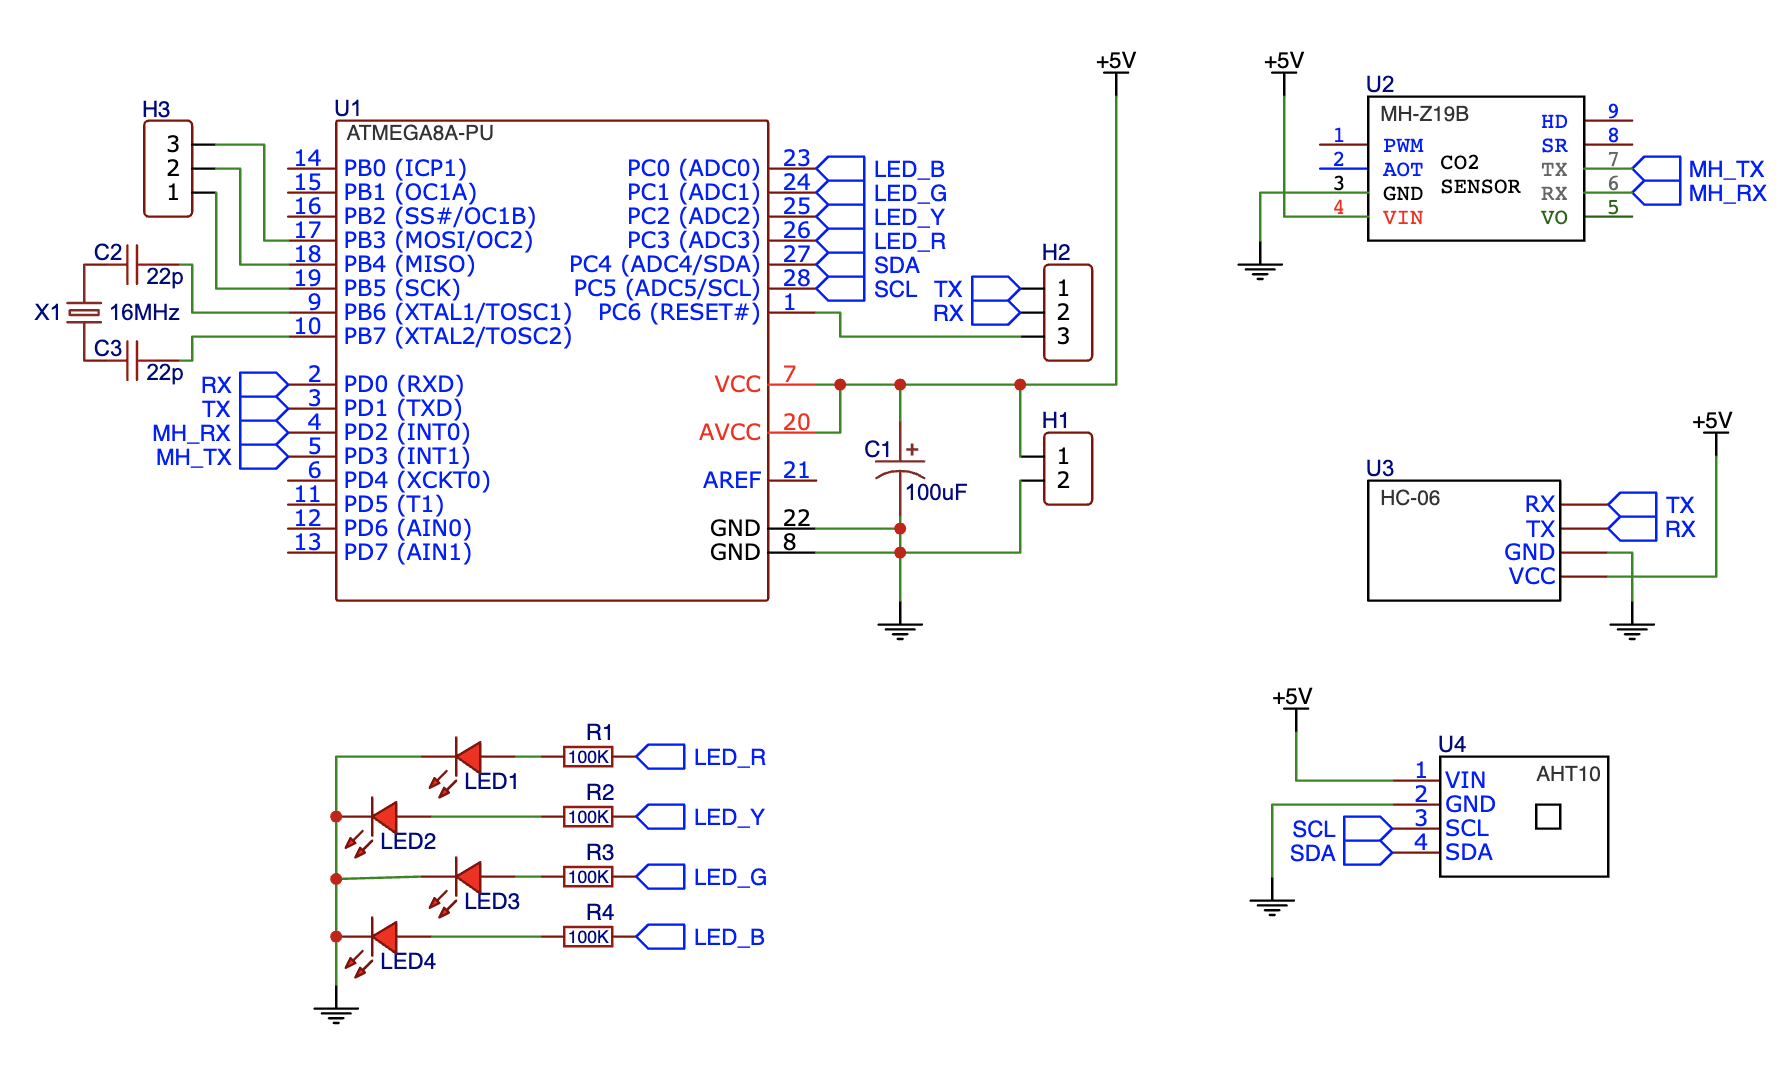 +5V
H3
3
2
1
U1
ATMEGA8A-PU
14 PB0 (ICP1)
15 PB1 (OC1A)
16 PB2 (SS#/OC1B)
17 PB3 (MOSI/OC2)
18 PB4 (MISO)
19 PB5 (SCK)
9 PB6 (XTAL1/TOSC1)
10 PB7 (XTAL2/TOSC2)
RX 2 PD0 (RXD)
TX 3 PD1 (TXD)
MH_RX 4 PD2 (INT0)
MH_TX 5 PD3 (INT1)
6 PD4 (XCKT0)
11 PD5 (T1)
12 PD6 (AIN0)
13 PD7 (AIN1)
PC0 (ADC0) 23 LED_B
PC1 (ADC1) 24 LED_G
PC2 (ADC2) 25 LED_Y
PC3 (ADC3) 26 LED_R
PC4 (ADC4/SDA) 27 SDA
PC5 (ADC5/SCL) 28 SCL
PC6 (RESET#) 1
VCC 7
AVCC 20
AREF 21
GND 22
GND 8
C2
22p
X1 16MHz
C3
22p
H2
TX 1
RX 2
3
H1
1
2
C1 +
100uF
+5V
U2
MH-Z19B
CO2
SENSOR
1 PWM
2 AOT
3 GND
4 VIN
HD 9
SR 8
TX 7 MH_TX
RX 6 MH_RX
VO 5
+5V
U3
HC-06
RX TX
TX RX
GND
VCC
R1
LED1 100K LED_R
R2
LED2 100K LED_Y
R3
LED3 100K LED_G
R4
LED4 100K LED_B
+5V
U4
AHT10
1 VIN
2 GND
SCL 3 SCL
SDA 4 SDA